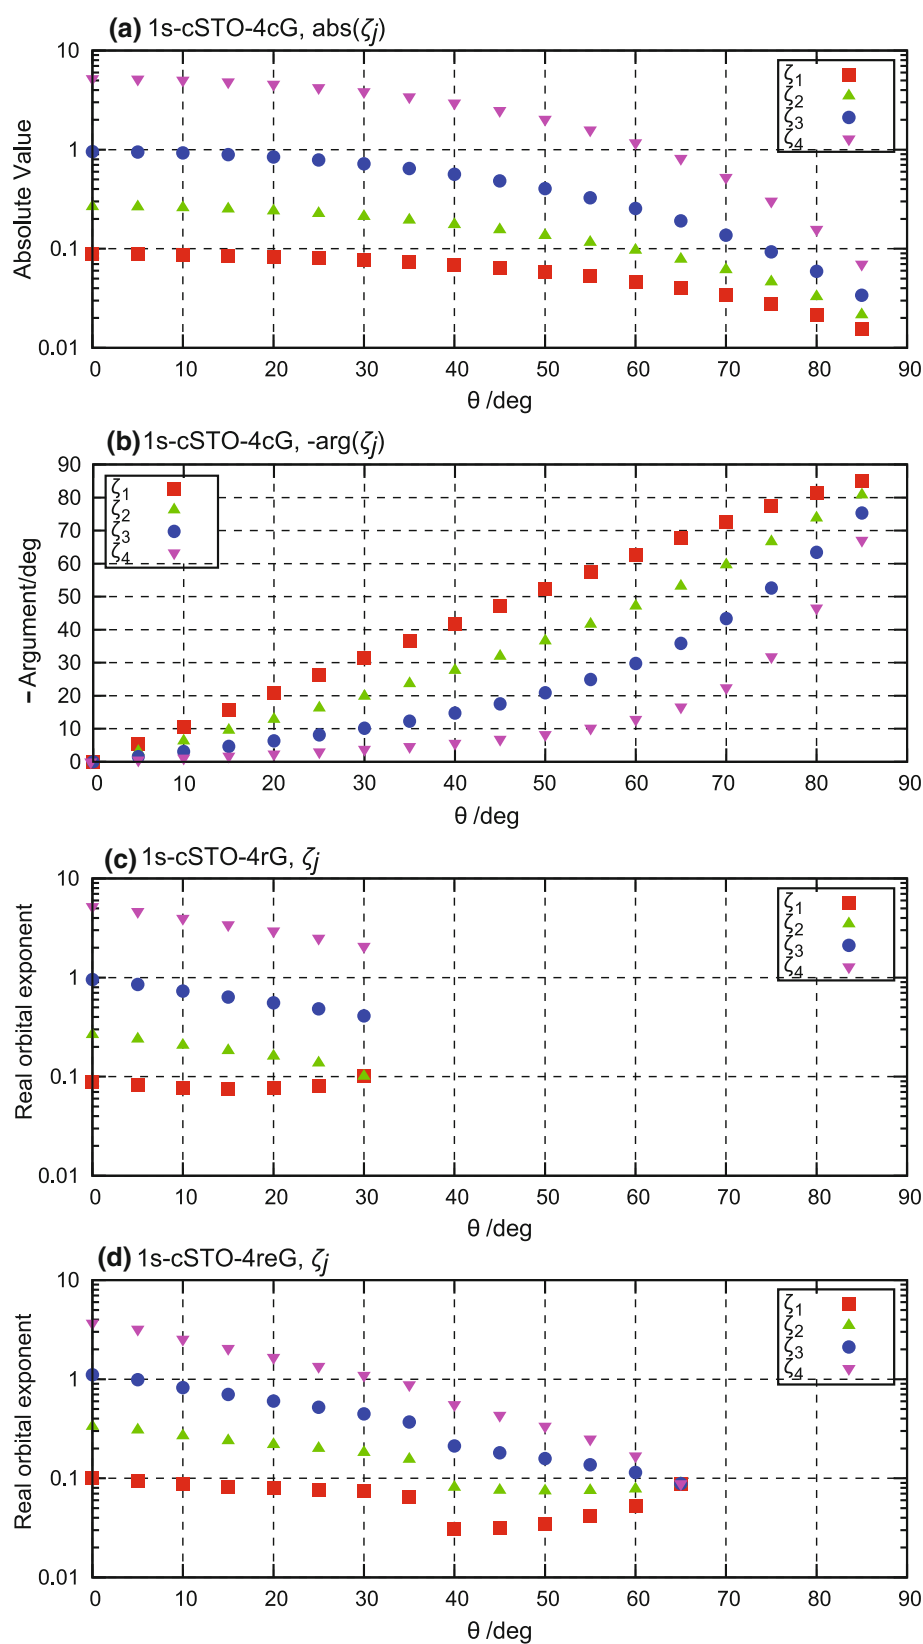 (a) 1s-cSTO-4cG, abs(ζj)
10
1
0.1
0.01
Absolute Value
ζ1
ζ2
ζ3
ζ4
0 10 20 30 40 50 60 70 80 90
θ /deg
(b) 1s-cSTO-4cG, -arg(ζj)
90
80
70
60
50
40
30
20
10
0
− Argument/deg
ζ1
ζ2
ζ3
ζ4
0 10 20 30 40 50 60 70 80 90
θ /deg
(c) 1s-cSTO-4rG, ζj
10
1
0.1
0.01
Real orbital exponent
ζ1
ζ2
ζ3
ζ4
0 10 20 30 40 50 60 70 80 90
θ /deg
(d) 1s-cSTO-4reG, ζj
10
1
0.1
0.01
Real orbital exponent
ζ1
ζ2
ζ3
ζ4
0 10 20 30 40 50 60 70 80 90
θ /deg